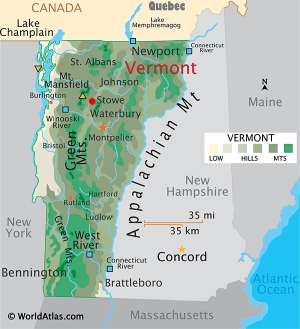 CANADA
Quebec
Lake
Champlain
Lake
Memphremagog
Newport
Connecticut
River
St. Albans
Vermont
Mt.
Mansfield
Johnson
Burlington
Stowe
Maine
Winooski
River
Waterbury
Montpelier
Bristol
Green
Mts.
Appalachian Mt
VERMONT
LOW
HILLS
MTS
Rutland
Hartford
Ludlow
New
Hampshire
New
York
35 mi
35 km
Green Mts.
West
River
Concord
Bennington
Connecticut
River
Brattleboro
Atlantic
Ocean
Massachusetts
© WorldAtlas.com